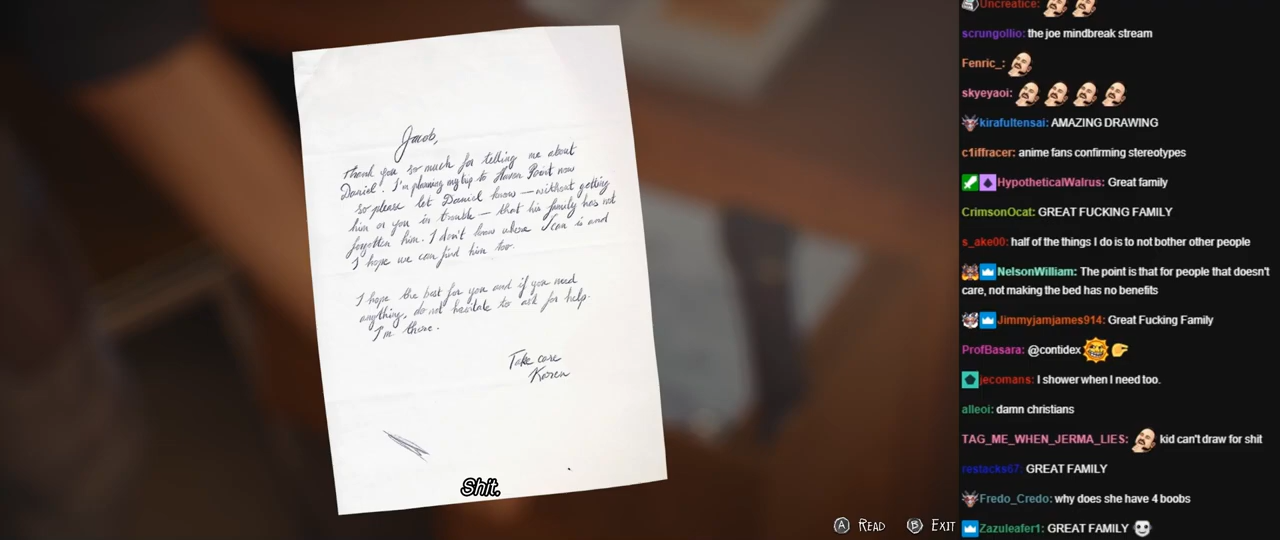 Jacob,
Thank you so much for telling me about
Daniel. I'm planning my trip to Haven Point now
so please let Daniel know — without getting
him or you in trouble — that his family has not
forgotten him. I don't know where Sean is and
I hope we can find him too.
I hope the best for you and if you need
anything, do not hesitate to ask for help.
I'm there.
Take care
Karen
Shit.
A READ B EXIT
Uncreatice:
scrungollio: the joe mindbreak stream
Fenric_:
skyeyaoi:
kirafultensai: AMAZING DRAWING
c1iffracer: anime fans confirming stereotypes
HypotheticalWalrus: Great family
CrimsonOcat: GREAT FUCKING FAMILY
s_ake00: half of the things I do is to not bother other people
NelsonWilliam: The point is that for people that doesn't
care, not making the bed has no benefits
Jimmyjamjames914: Great Fucking Family
ProfBasara: @contidex
jecomans: I shower when I need too.
alleoi: damn christians
TAG_ME_WHEN_JERMA_LIES: kid can't draw for shit
restacks67: GREAT FAMILY
Fredo_Credo: why does she have 4 boobs
Zazuleafer1: GREAT FAMILY